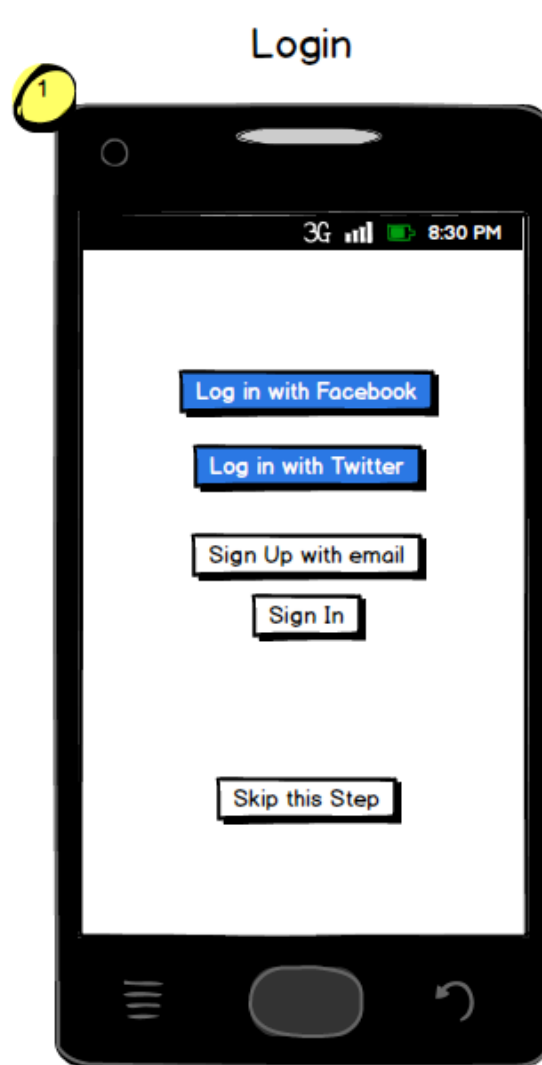 Login
1
3G 8:30 PM
Log in with Facebook
Log in with Twitter
Sign Up with email
Sign In
Skip this Step